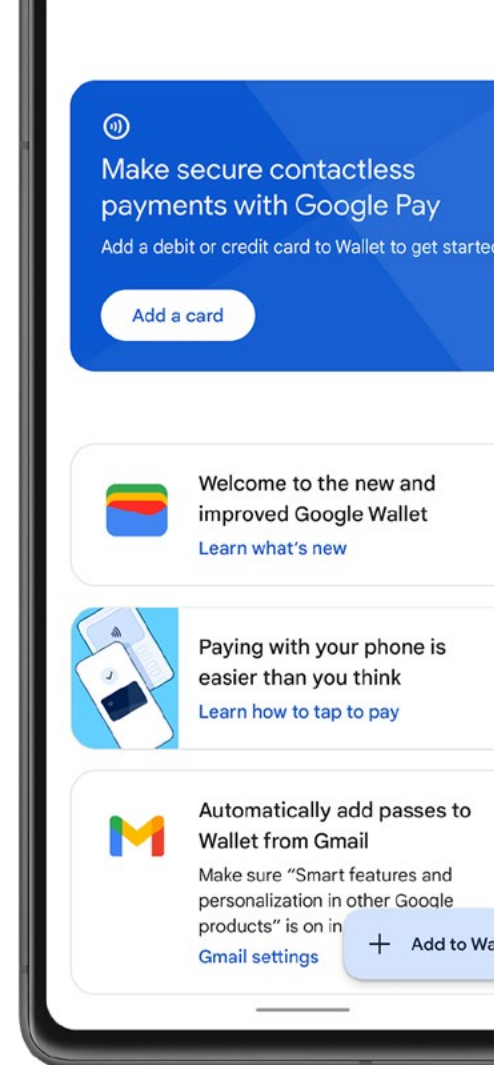 Make secure contactless
payments with Google Pay
Add a debit or credit card to Wallet to get started
Add a card
Welcome to the new and
improved Google Wallet
Learn what's new
Paying with your phone is
easier than you think
Learn how to tap to pay
Automatically add passes to
Wallet from Gmail
Make sure “Smart features and
personalization in other Google
products” is on in
Gmail settings
+ Add to Wa